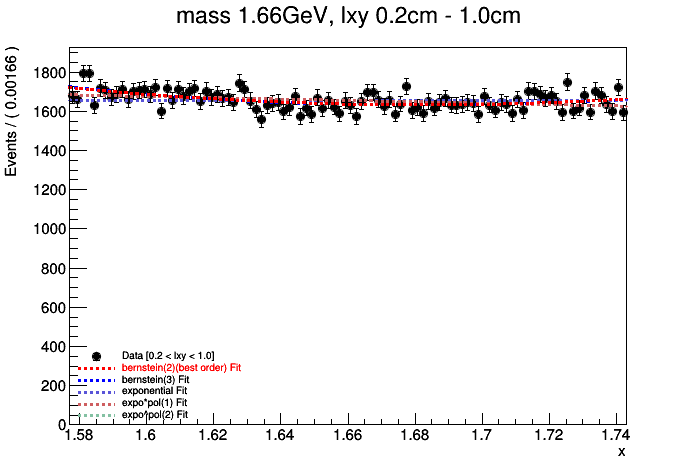 mass 1.66GeV, lxy 0.2cm - 1.0cm
Events / ( 0.00166 )
1800
1600
1400
1200
1000
800
600
400
200
0
Data [0.2 < lxy < 1.0]
bernstein(2)(best order) Fit
bernstein(3) Fit
exponential Fit
expo*pol(1) Fit
expo*pol(2) Fit
1.58 1.6 1.62 1.64 1.66 1.68 1.7 1.72 1.74
x